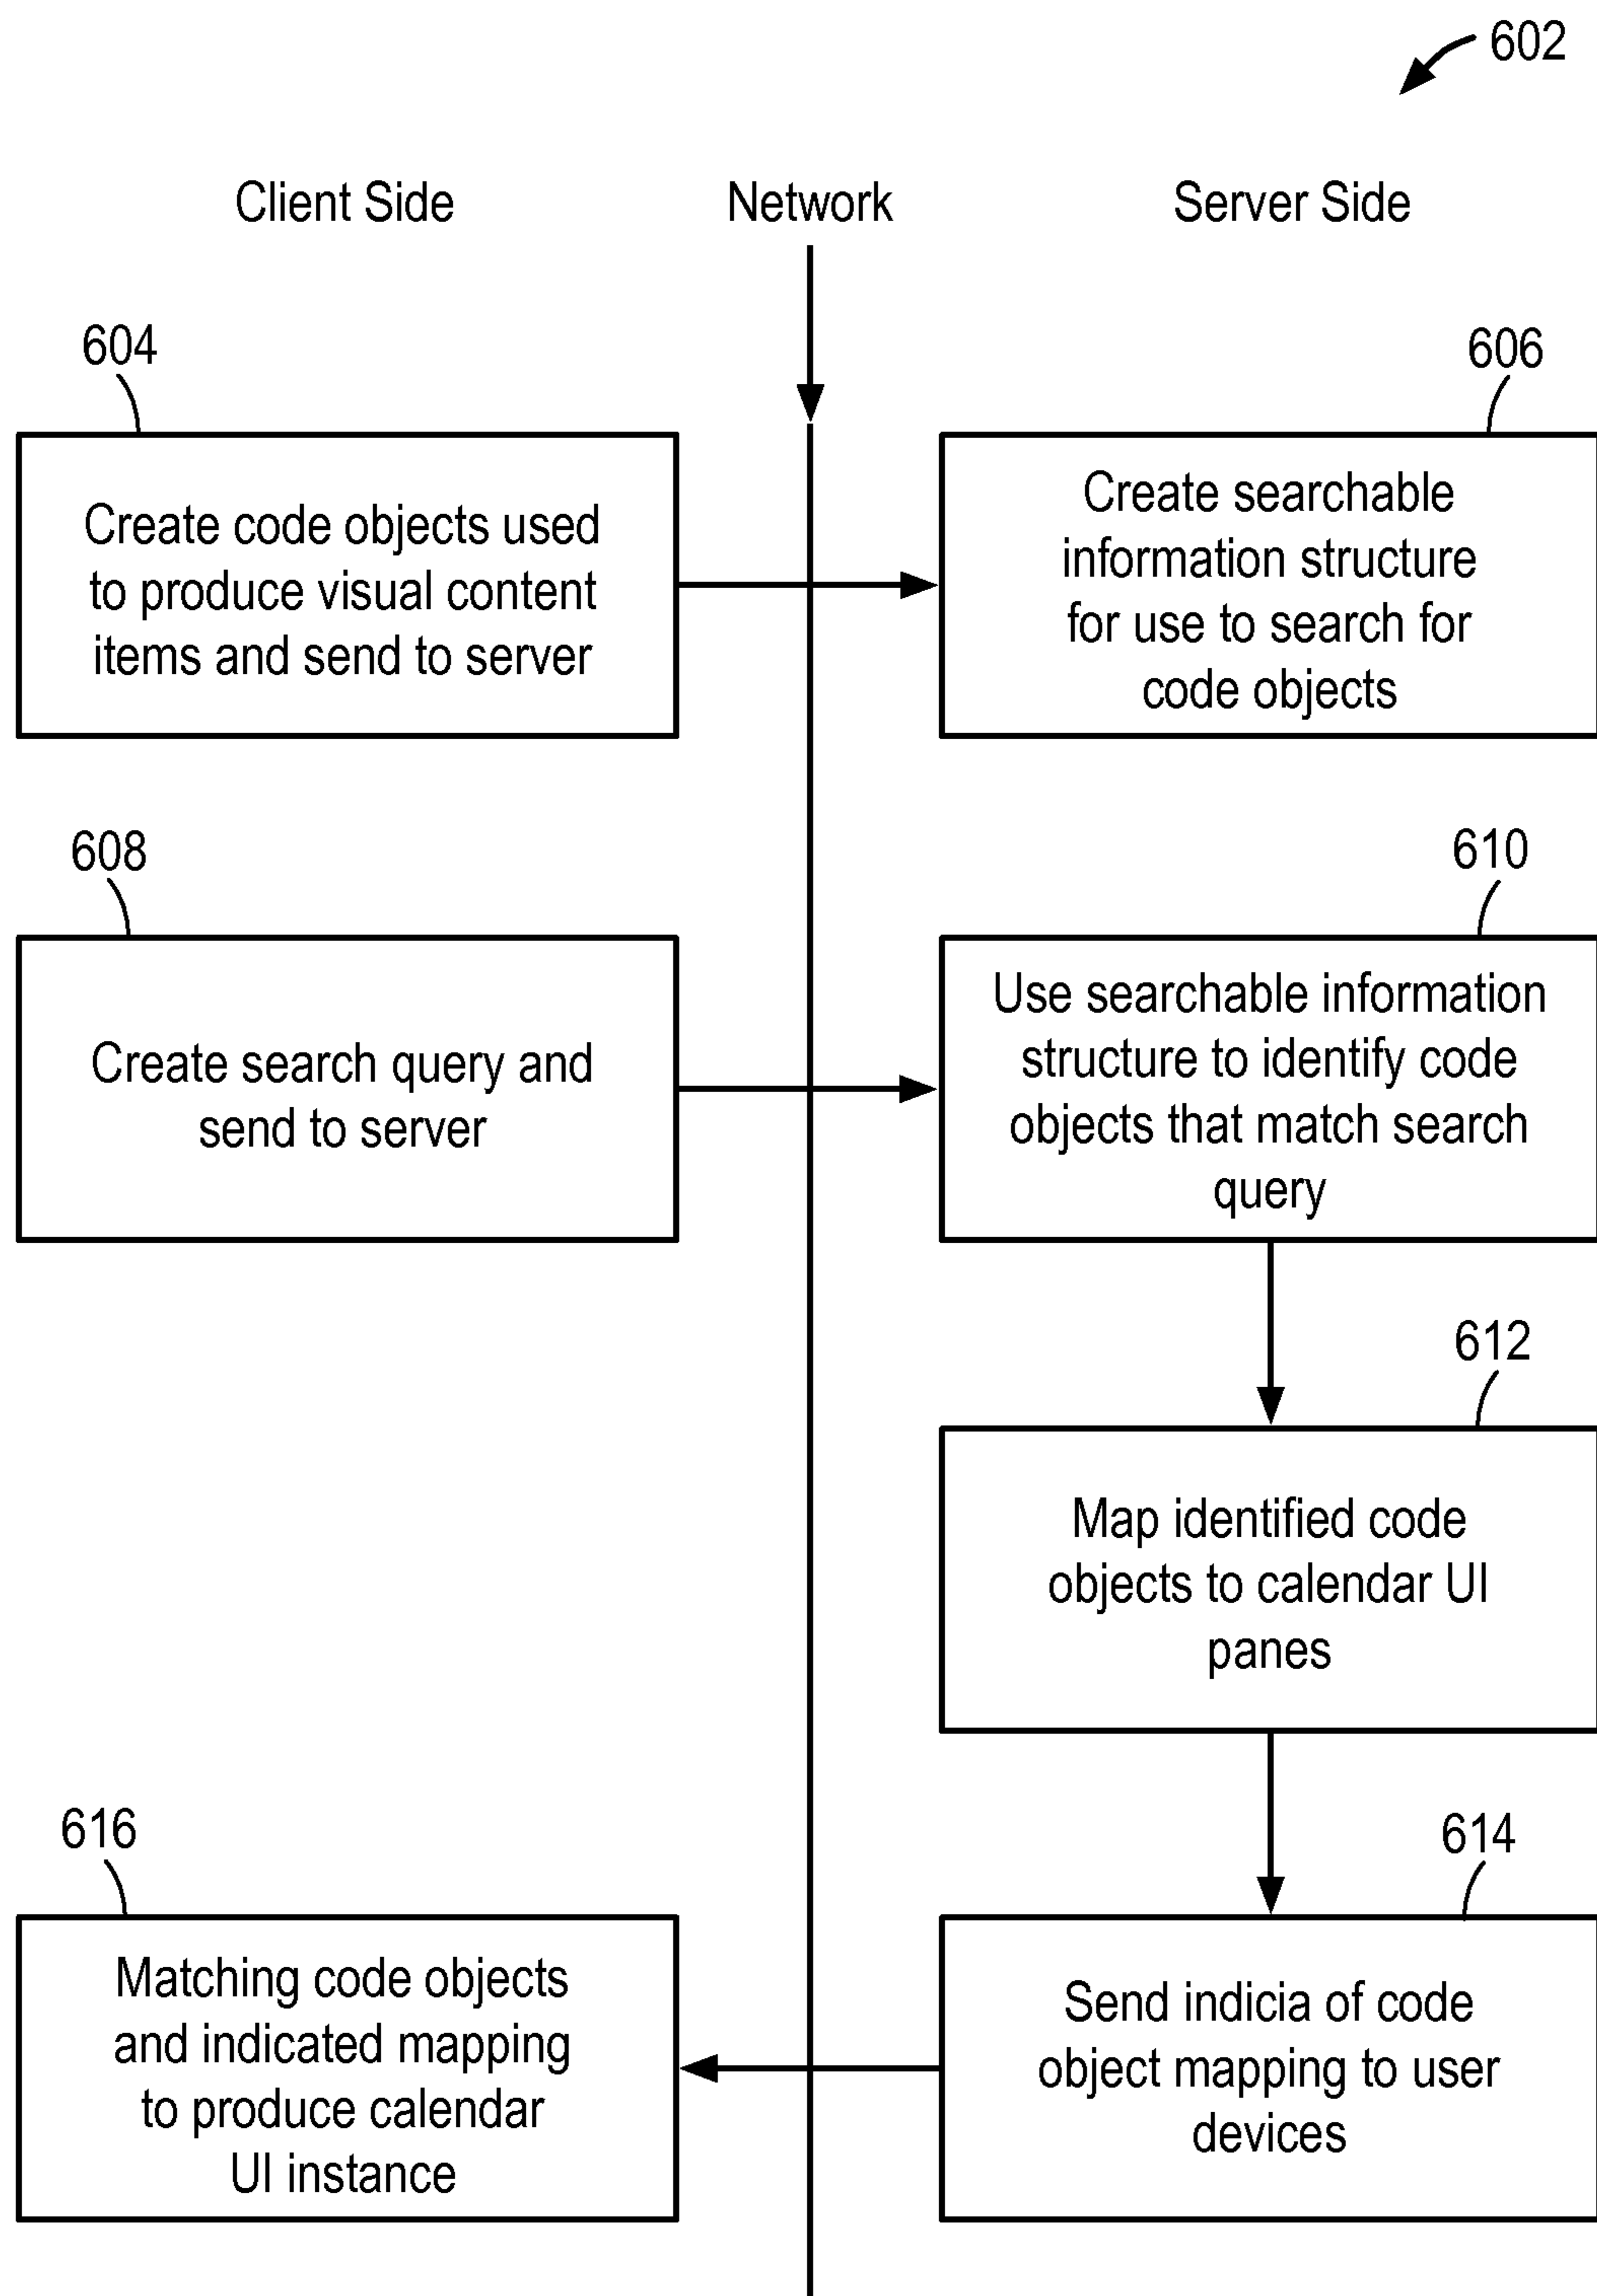 602
Client Side
Network
Server Side
604
606
Create code objects used
to produce visual content
items and send to server
Create searchable
information structure
for use to search for
code objects
608
610
Create search query and
send to server
Use searchable information
structure to identify code
objects that match search
query
612
Map identified code
objects to calendar UI
panes
616
614
Matching code objects
and indicated mapping
to produce calendar
UI instance
Send indicia of code
object mapping to user
devices